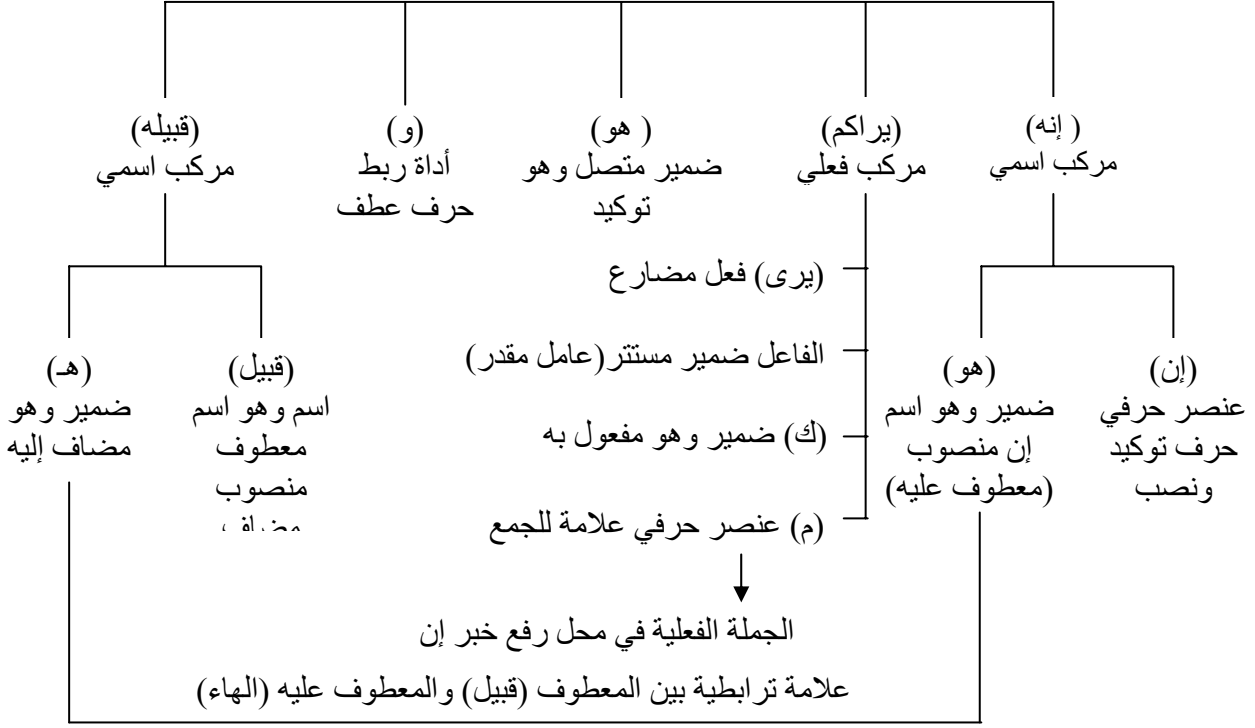 ( إنه)
مركب اسمي
(يراكم)
مركب فعلي
( هو)
ضمير متصل وهو
توكيد
(و)
أداة ربط
حرف عطف
(قبيله)
مركب اسمي
(إن)
عنصر حرفي
حرف توكيد
ونصب
(هو)
ضمير وهو اسم
إن منصوب
(معطوف عليه)
(يرى) فعل مضارع
الفاعل ضمير مستتر(عامل مقدر)
(ك) ضمير وهو مفعول به
(م) عنصر حرفي علامة للجمع
(قبيل)
اسم وهو اسم
معطوف
منصوب
مضاف
(هـ)
ضمير وهو
مضاف إليه
الجملة الفعلية في محل رفع خبر إن
علامة ترابطية بين المعطوف (قبيل) والمعطوف عليه (الهاء)